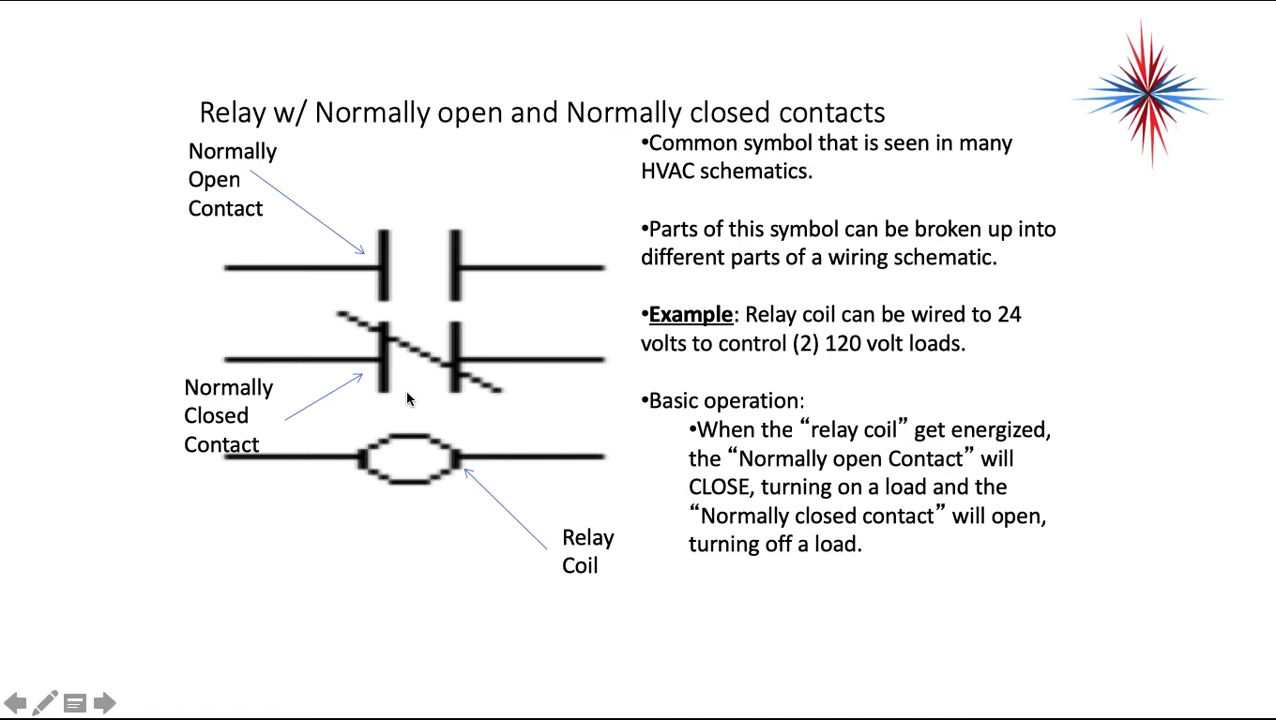 Relay w/ Normally open and Normally closed contacts
Normally
Open
Contact
Normally
Closed
Contact
Relay
Coil
•Common symbol that is seen in many
HVAC schematics.
•Parts of this symbol can be broken up into
different parts of a wiring schematic.
•Example: Relay coil can be wired to 24
volts to control (2) 120 volt loads.
•Basic operation:
•When the “relay coil” get energized,
the “Normally open Contact” will
CLOSE, turning on a load and the
“Normally closed contact” will open,
turning off a load.